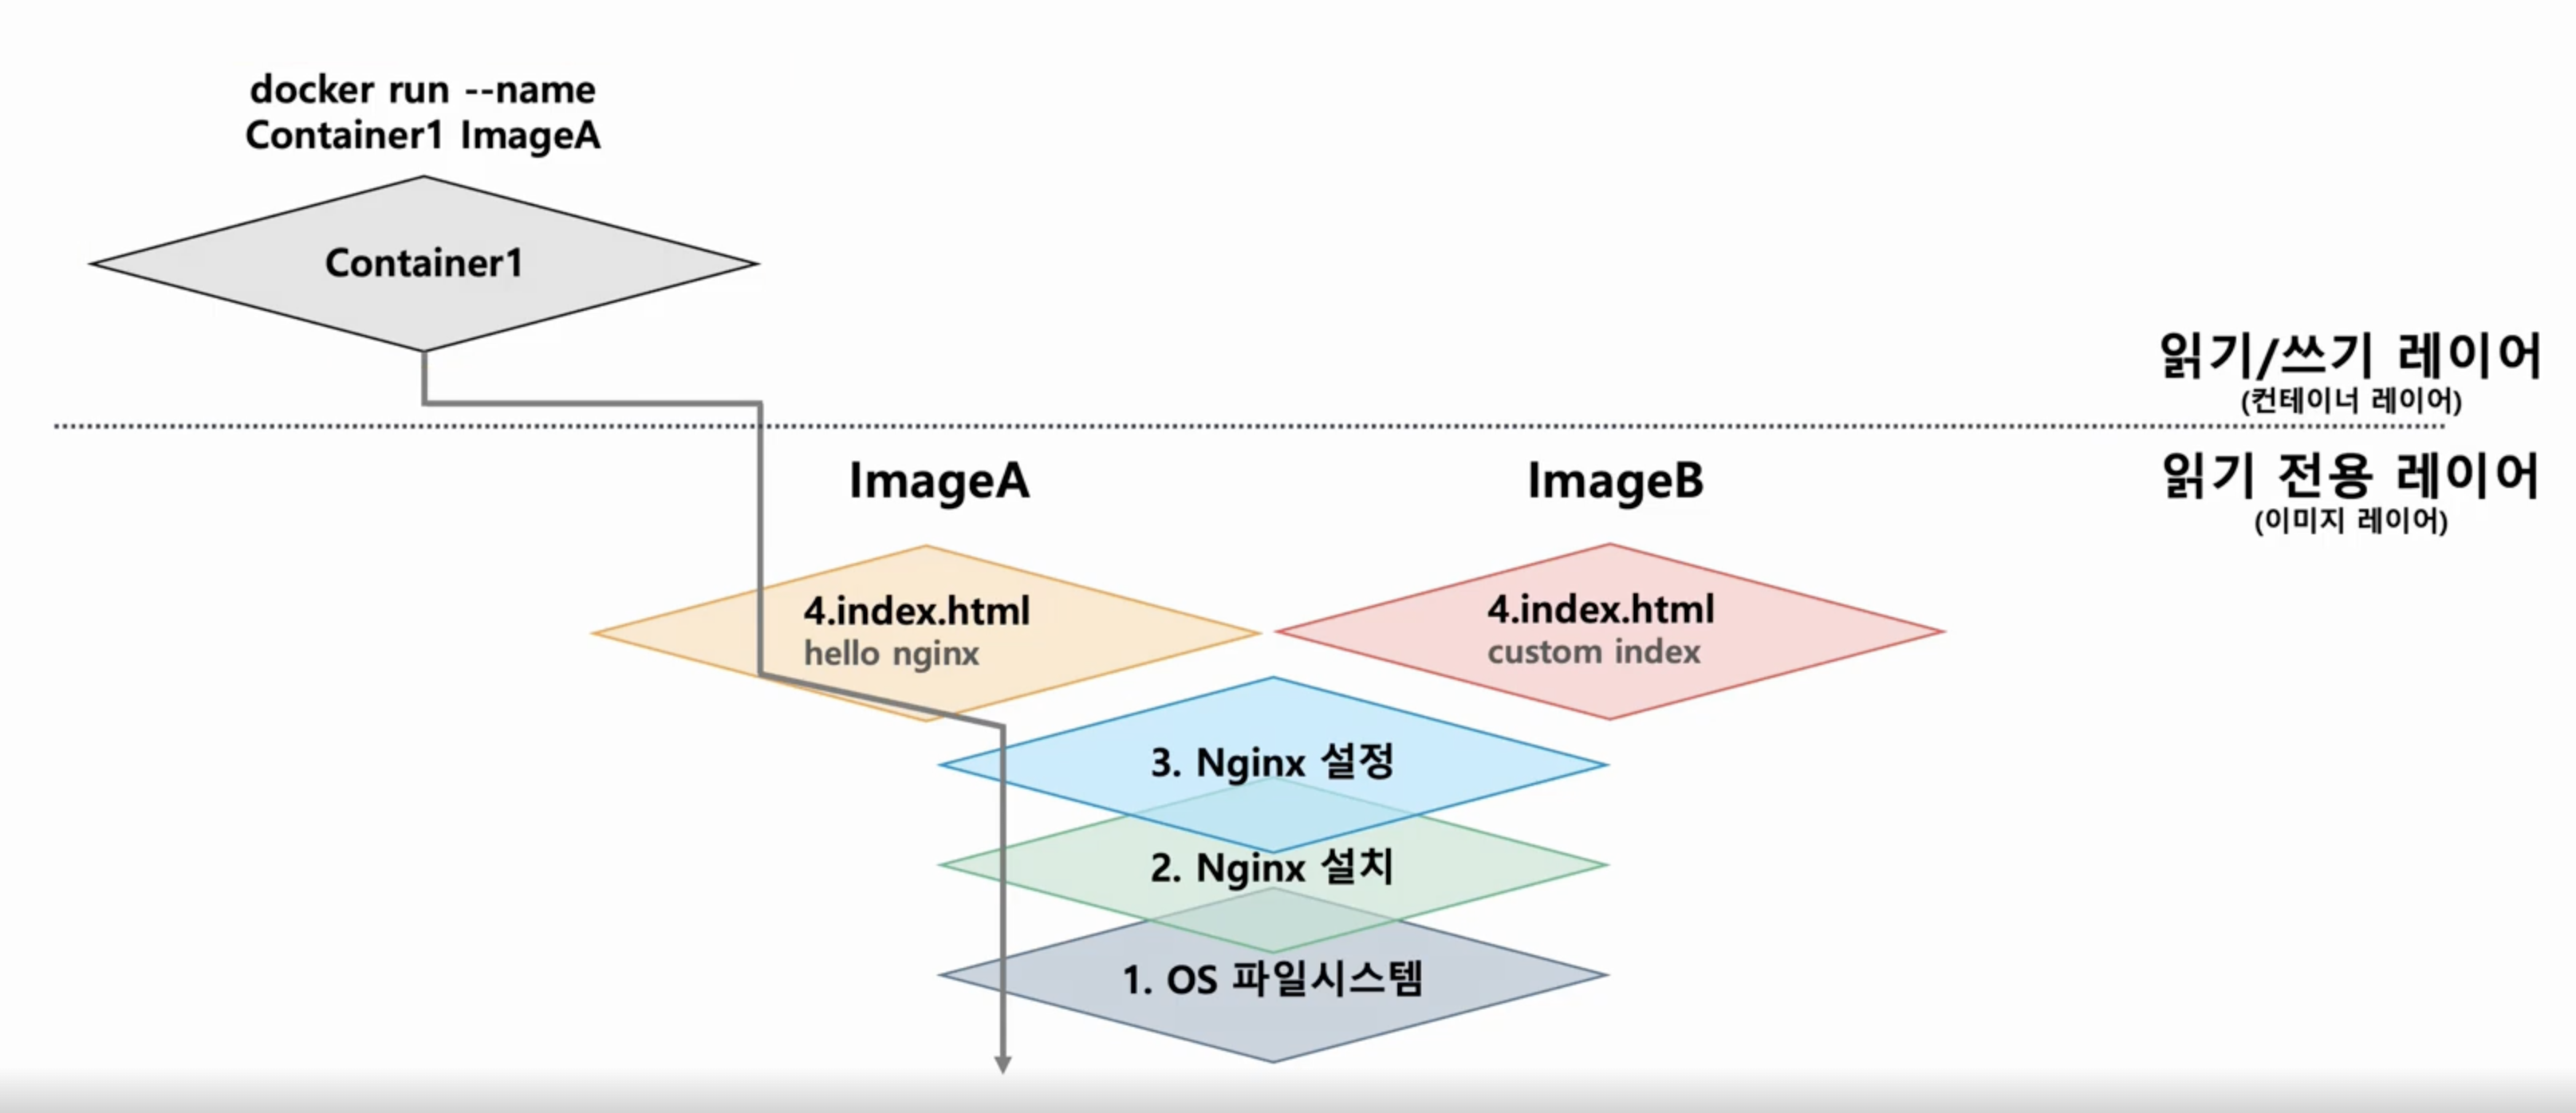 docker run --name
Container1 ImageA
Container1
읽기/쓰기 레이어
(컨테이너 레이어)
읽기 전용 레이어
(이미지 레이어)
ImageA
ImageB
4.index.html
hello nginx
4.index.html
custom index
3. Nginx 설정
2. Nginx 설치
1. OS 파일시스템